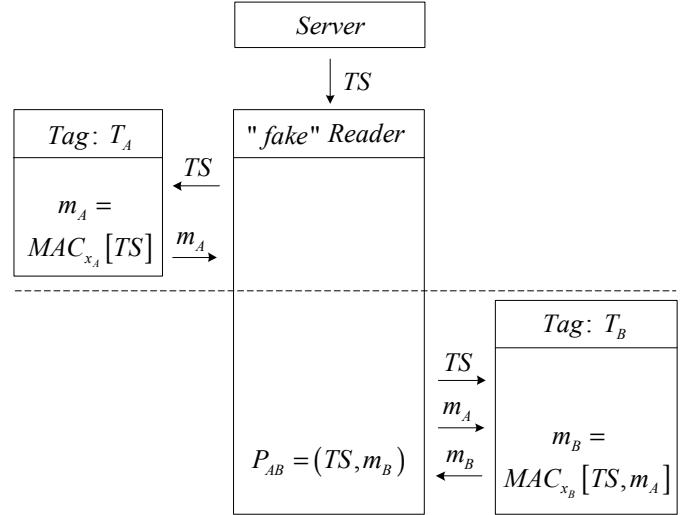 Server
TS
Tag: T_A
"fake" Reader
TS
m_A =
MAC_{x_A}[TS]
m_A
Tag: T_B
TS
m_A
m_B =
P_{AB} = (TS, m_B)
m_B
MAC_{x_B}[TS, m_A]